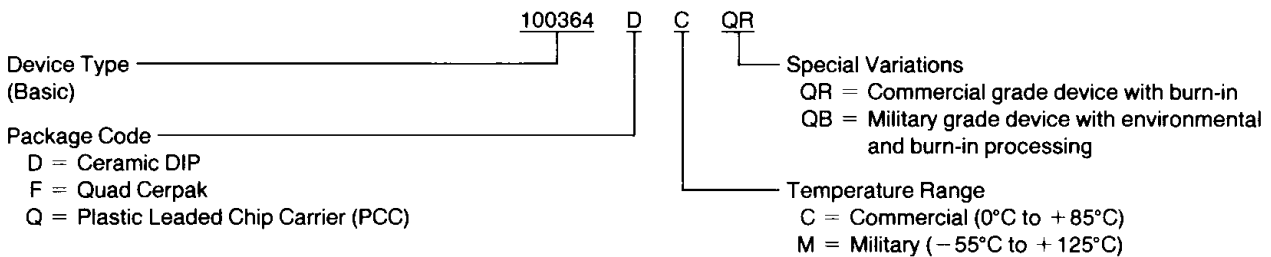 100364 D C QR
Device Type
(Basic)
Package Code
D = Ceramic DIP
F = Quad Cerpak
Q = Plastic Leaded Chip Carrier (PCC)
Special Variations
QR = Commercial grade device with burn-in
QB = Military grade device with environmental
and burn-in processing
Temperature Range
C = Commercial (0°C to +85°C)
M = Military (−55°C to +125°C)